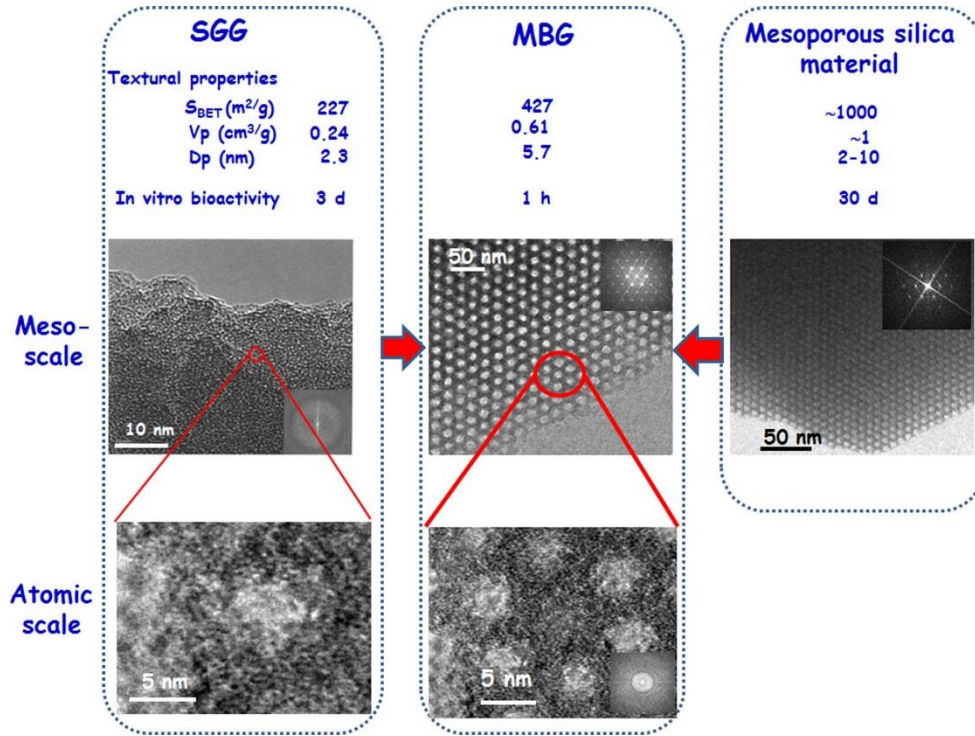 SGG
MBG
Mesoporous silica
material
Textural properties
S_BET (m²/g) 227 427 ~1000
Vp (cm³/g) 0.24 0.61 ~1
Dp (nm) 2.3 5.7 2-10
In vitro bioactivity 3 d 1 h 30 d
Meso-
scale
10 nm
50 nm
50 nm
Atomic
scale
5 nm
5 nm